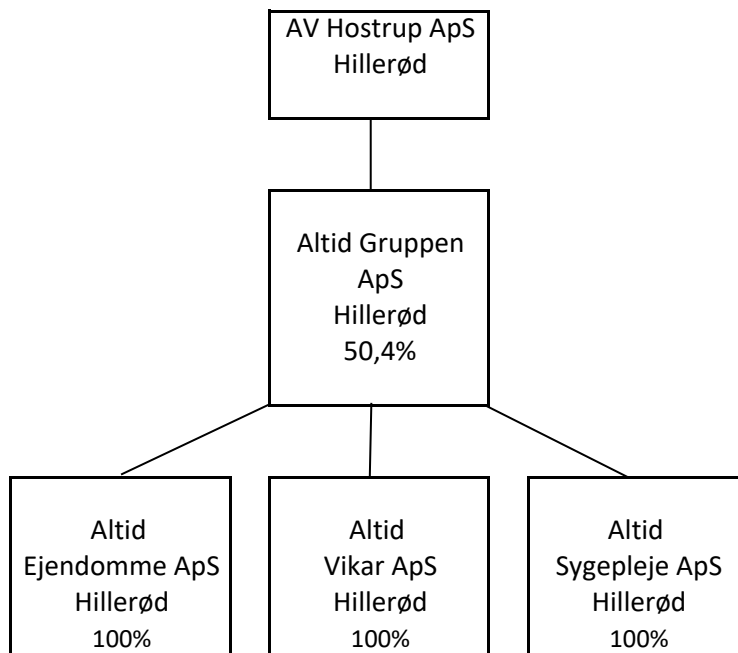 AV Hostrup ApS
Hillerød
Altid Gruppen
ApS
Hillerød
50,4%
Altid
Ejendomme ApS
Hillerød
100%
Altid
Vikar ApS
Hillerød
100%
Altid
Sygepleje ApS
Hillerød
100%